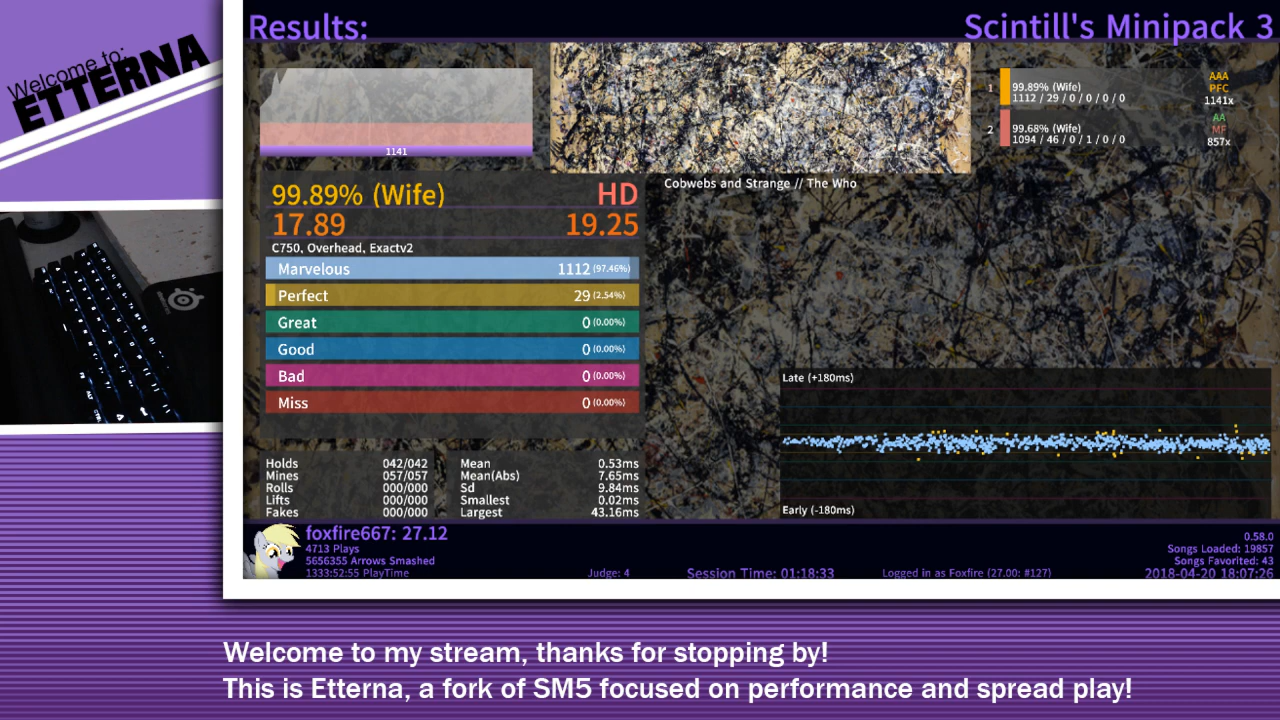 Welcome to:
ETTERNA
Results:
Scintill's Minipack 3
1141
1
99.89% (Wife)
1112 / 29 / 0 / 0 / 0 / 0
AAA
PFC
1141x
2
99.68% (Wife)
1094 / 46 / 0 / 1 / 0 / 0
AA
MF
857x
Cobwebs and Strange // The Who
99.89% (Wife) HD
17.89 19.25
C750, Overhead, Exactv2
Marvelous 1112 (97.46%)
Perfect 29 (2.54%)
Great 0 (0.00%)
Good 0 (0.00%)
Bad 0 (0.00%)
Miss 0 (0.00%)
Holds 042/042
Mines 057/057
Rolls 000/000
Lifts 000/000
Fakes 000/000
Mean 0.53ms
Mean(Abs) 7.65ms
Sd 9.84ms
Smallest 0.02ms
Largest 43.16ms
Late (+180ms)
Early (-180ms)
foxfire667: 27.12
4713 Plays
5656355 Arrows Smashed
1333:52:55 PlayTime
Judge: 4
Session Time: 01:18:33
Logged in as Foxfire (27.00: #127)
0.58.0
Songs Loaded: 19857
Songs Favorited: 43
2018-04-20 18:07:26
Welcome to my stream, thanks for stopping by!
This is Etterna, a fork of SM5 focused on performance and spread play!